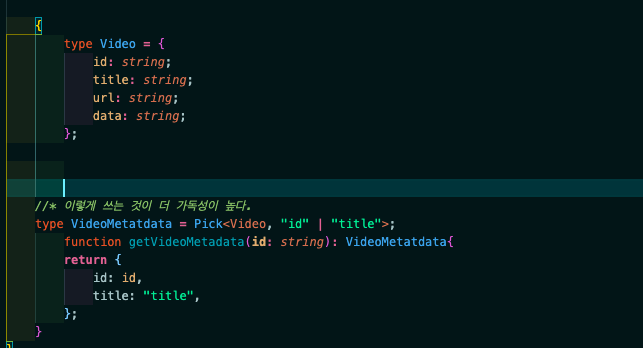 {
type Video = {
id: string;
title: string;
url: string;
data: string;
};
//* 이렇게 쓰는 것이 더 가독성이 높다.
type VideoMetatdata = Pick<Video, "id" | "title">;
function getVideoMetadata(id: string): VideoMetatdata{
return {
id: id,
title: "title",
};
}
}